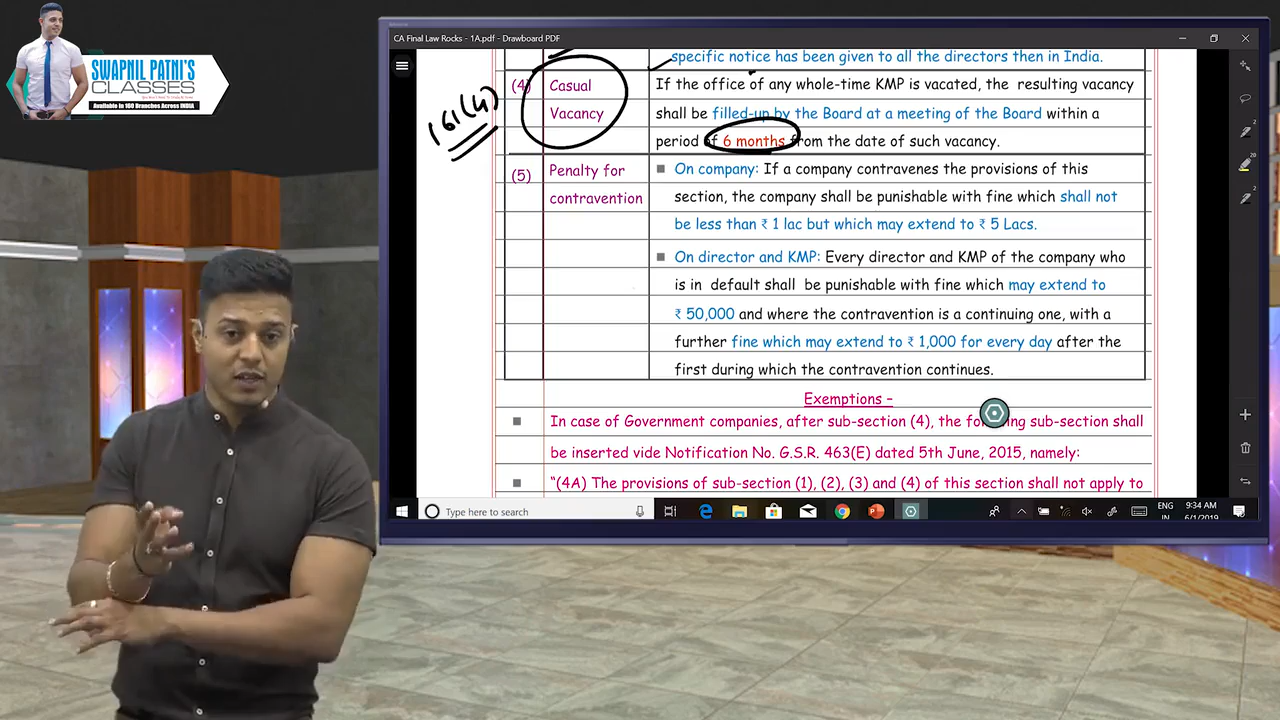 SWAPNIL PATNI'S
CLASSES
Available in 160 Branches Across INDIA
CA Final Law Rocks - 1A.pdf - Drawboard PDF
specific notice has been given to all the directors then in India.
161(4)
(4) Casual Vacancy
If the office of any whole-time KMP is vacated, the resulting vacancy
shall be filled-up by the Board at a meeting of the Board within a
period of 6 months from the date of such vacancy.
(5) Penalty for contravention
■ On company: If a company contravenes the provisions of this
section, the company shall be punishable with fine which shall not
be less than ₹ 1 lac but which may extend to ₹ 5 Lacs.
■ On director and KMP: Every director and KMP of the company who
is in default shall be punishable with fine which may extend to
₹ 50,000 and where the contravention is a continuing one, with a
further fine which may extend to ₹ 1,000 for every day after the
first during which the contravention continues.
Exemptions –
■ In case of Government companies, after sub-section (4), the following sub-section shall
be inserted vide Notification No. G.S.R. 463(E) dated 5th June, 2015, namely:
■ "(4A) The provisions of sub-section (1), (2), (3) and (4) of this section shall not apply to
Type here to search
ENG
IN
9:34 AM
6/1/2019